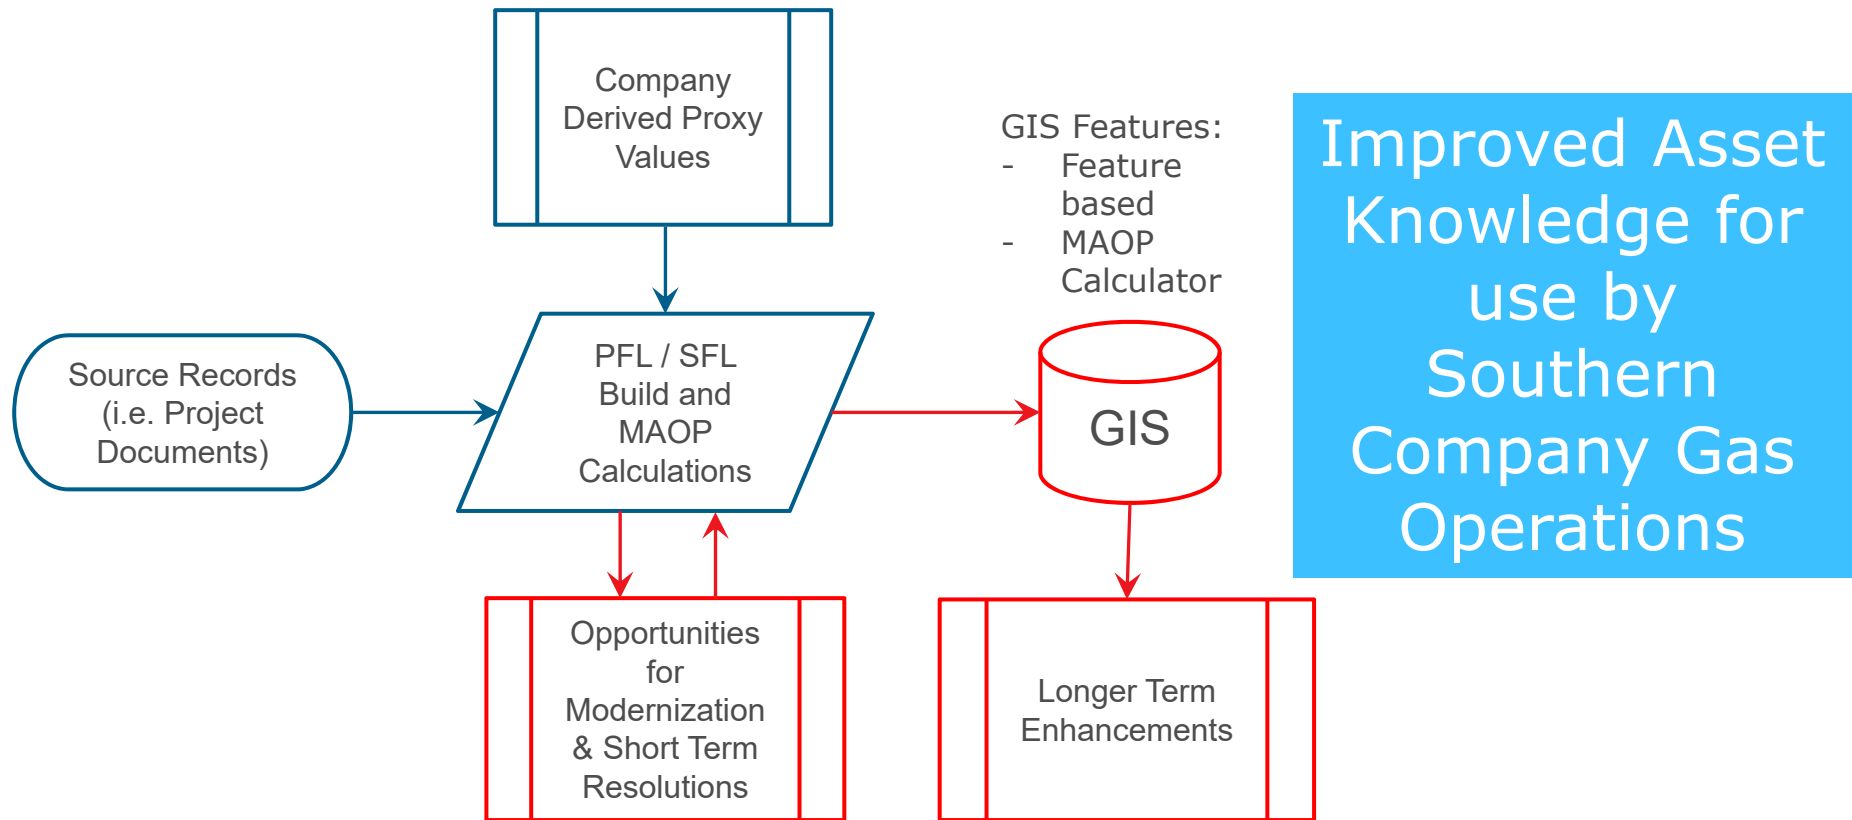 Company
Derived Proxy
Values
GIS Features:
- Feature
based
- MAOP
Calculator
Improved Asset
Knowledge for
use by
Southern
Company Gas
Operations
Source Records
(i.e. Project
Documents)
PFL / SFL
Build and
MAOP
Calculations
GIS
Opportunities
for
Modernization
& Short Term
Resolutions
Longer Term
Enhancements